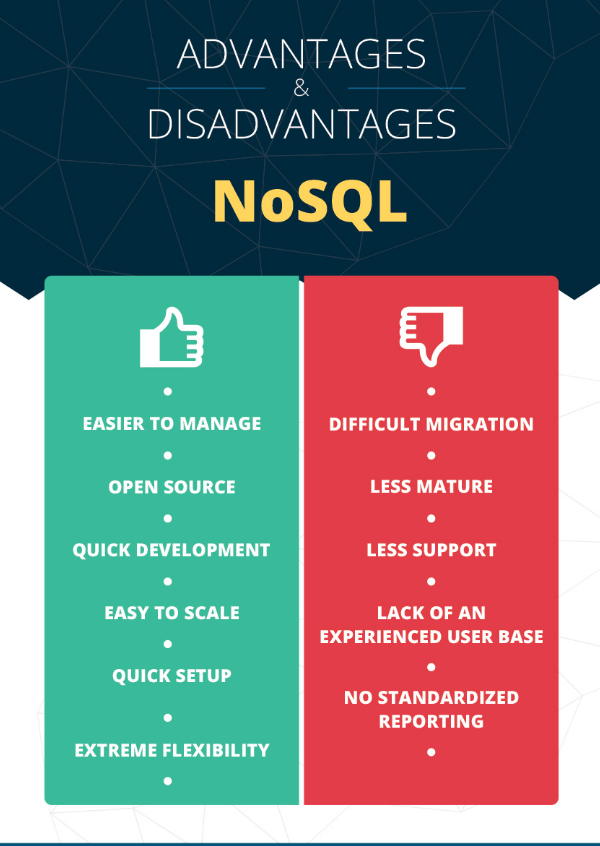 ADVANTAGES
&
DISADVANTAGES
NoSQL
EASIER TO MANAGE
OPEN SOURCE
QUICK DEVELOPMENT
EASY TO SCALE
QUICK SETUP
EXTREME FLEXIBILITY
DIFFICULT MIGRATION
LESS MATURE
LESS SUPPORT
LACK OF AN
EXPERIENCED USER BASE
NO STANDARDIZED
REPORTING